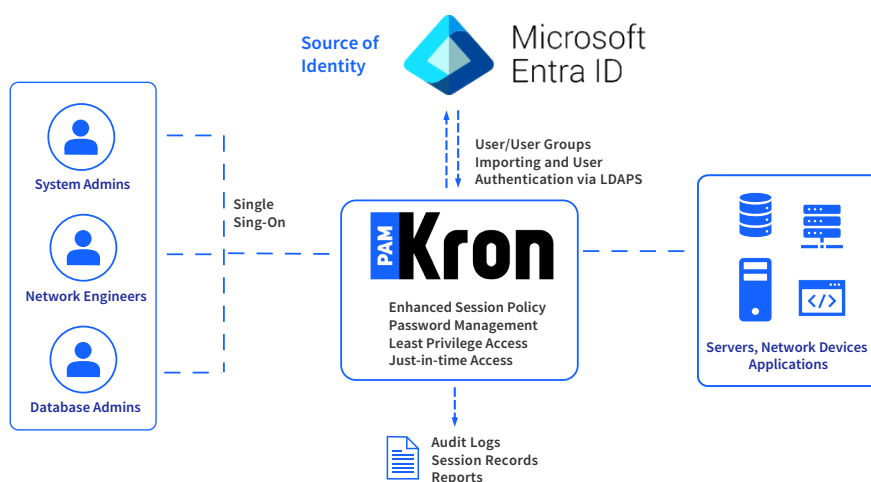 Source of
Identity
Microsoft
Entra ID
User/User Groups
Importing and User
Authentication via LDAPS
System Admins
Network Engineers
Database Admins
Single
Sing-On
PAM
Kron
Enhanced Session Policy
Password Management
Least Privilege Access
Just-in-time Access
</>
Servers, Network Devices
Applications
Audit Logs
Session Records
Reports